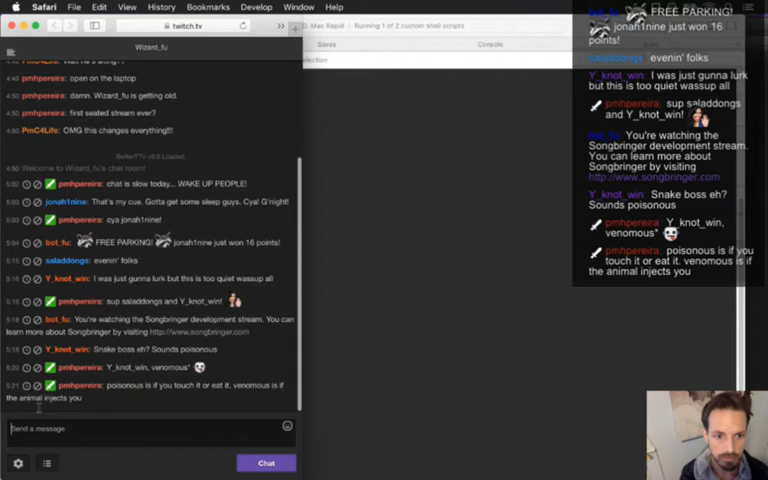 Safari File Edit View History Bookmarks Develop Window Help
twitch.tv
D: Mac Rapid | Running 1 of 2 custom shell scripts
Saves Console
Wizard_fu
4:49 pmhpereira: open on the laptop
4:50 pmhpereira: damn. Wizard_fu is getting old.
4:50 pmhpereira: first seated stream ever?
4:50 PmC4Life: OMG this changes everything!!!
BetterTTV Loaded
4:50 Welcome to Wizard_fu's chat room!
5:02 pmhpereira: chat is slow today... WAKE UP PEOPLE!
5:03 jonah1nine: That's my cue. Gotta get some sleep guys. Cya! G'night!
5:03 pmhpereira: cya jonah1nine!
5:04 bot_fu: FREE PARKING! jonah1nine just won 16 points!
5:15 saladdongs: evenin' folks
5:16 Y_knot_win: I was just gunna lurk but this is too quiet wassup all
5:16 pmhpereira: sup saladdongs and Y_knot_win!
5:18 bot_fu: You're watching the Songbringer development stream. You can
learn more about Songbringer by visiting http://www.songbringer.com
5:18 Y_knot_win: Snake boss eh? Sounds poisonous
5:20 pmhpereira: Y_knot_win, venomous*
5:21 pmhpereira: poisonous is if you touch it or eat it. venomous is if
the animal injects you
Send a message
Chat
bot_fu: FREE PARKING!
jonah1nine just won 16
points!
saladdongs: evenin' folks
Y_knot_win: I was just gunna lurk
but this is too quiet wassup all
pmhpereira: sup saladdongs
and Y_knot_win!
bot_fu: You're watching the
Songbringer development stream.
You can learn more about
Songbringer by visiting
http://www.songbringer.com
Y_knot_win: Snake boss eh?
Sounds poisonous
pmhpereira: Y_knot_win,
venomous*
pmhpereira: poisonous is if you
touch it or eat it. venomous is if
the animal injects you